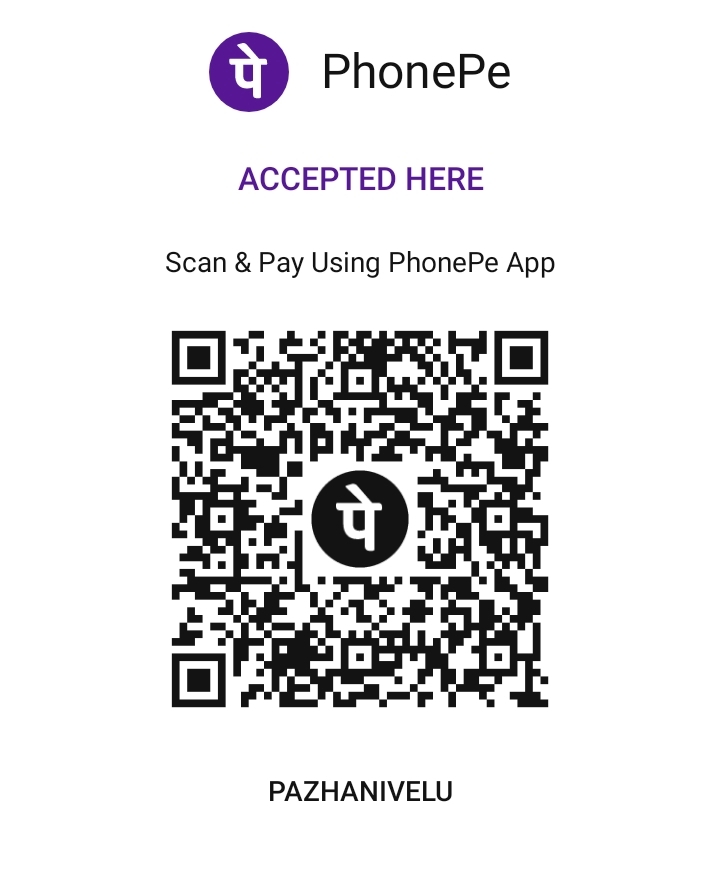 पे PhonePe
ACCEPTED HERE
Scan & Pay Using PhonePe App
पे
PAZHANIVELU